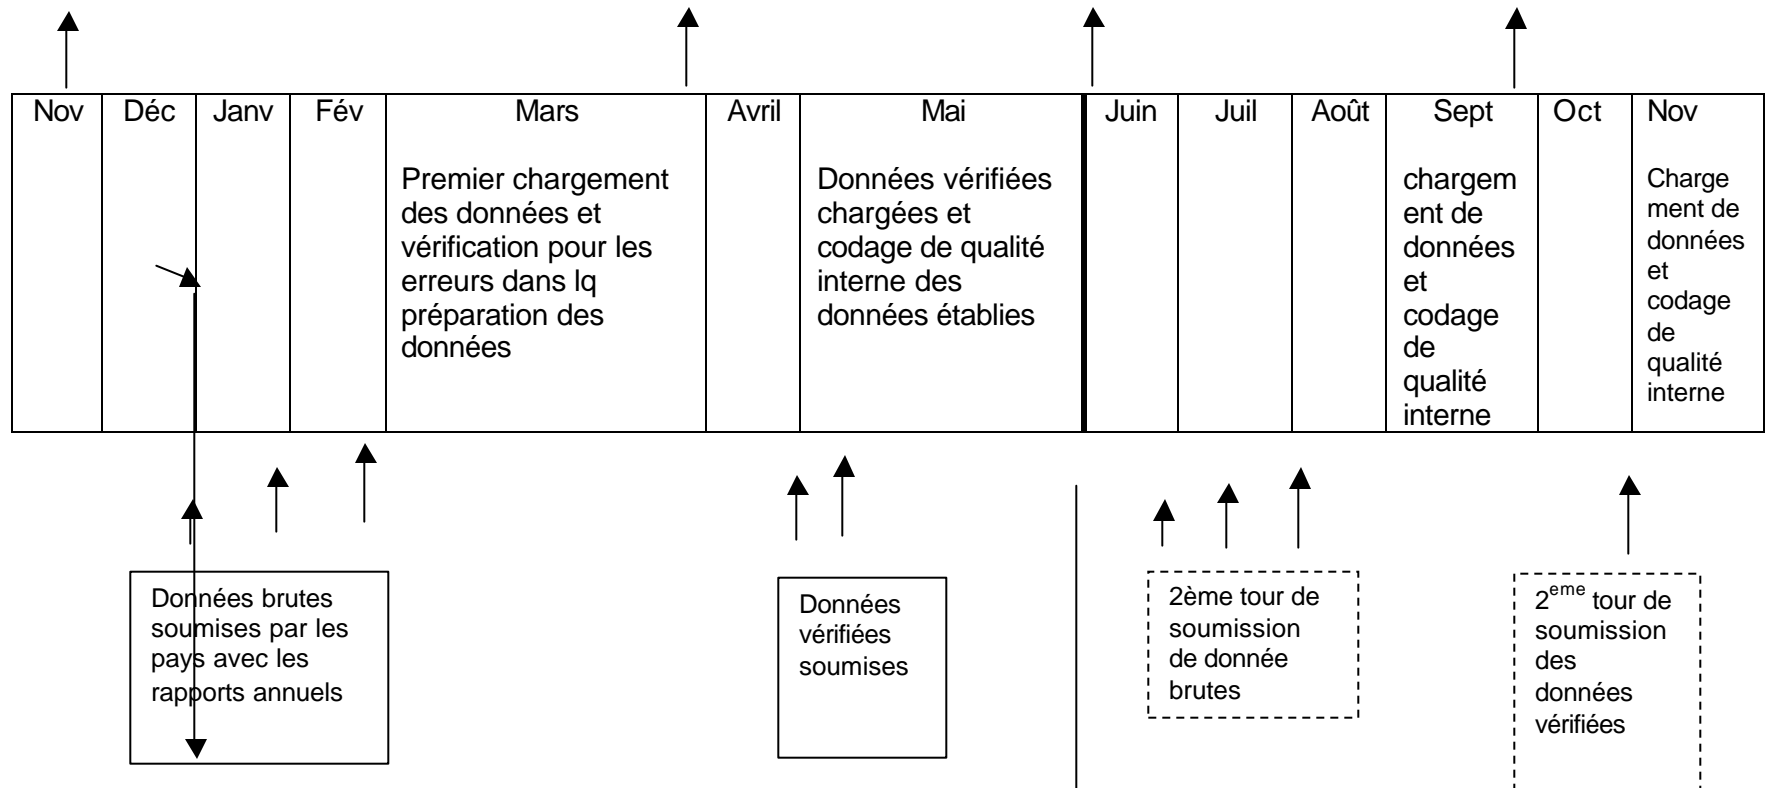 Nov Déc Janv Fév Mars Avril Mai Juin Juil Août Sept Oct Nov
Premier chargement
des données et
vérification pour les
erreurs dans lq
préparation des
données
Données vérifiées
chargées et
codage de qualité
interne des
données établies
chargem
ent de
données
et
codage
de
qualité
interne
Charge
ment de
données
et
codage
de
qualité
interne
Données brutes
soumises par les
pays avec les
rapports annuels
Données
vérifiées
soumises
2ème tour de
soumission
de donnée
brutes
2eme tour de
soumission
des
données
vérifiées